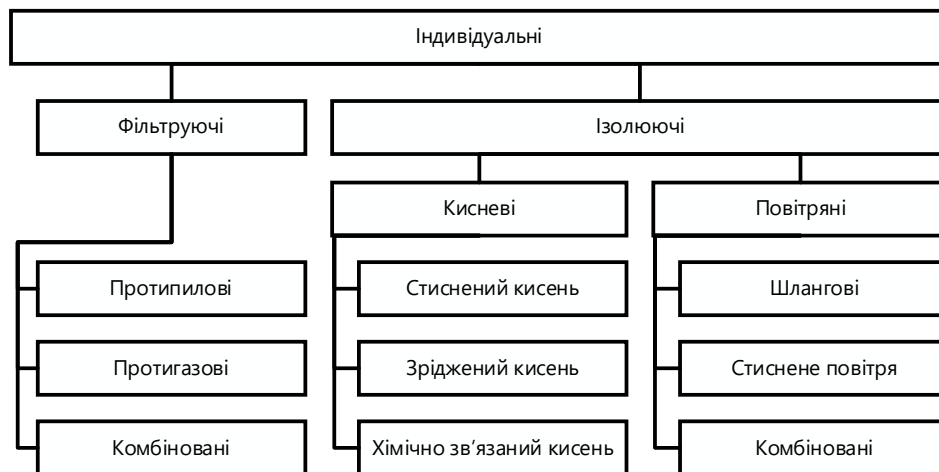 Індивідуальні
Фільтруючі
Ізолюючі
Кисневі
Повітряні
Протипилові
Стиснений кисень
Шлангові
Протигазові
Зріджений кисень
Стиснене повітря
Комбіновані
Хімічно зв’язаний кисень
Комбіновані